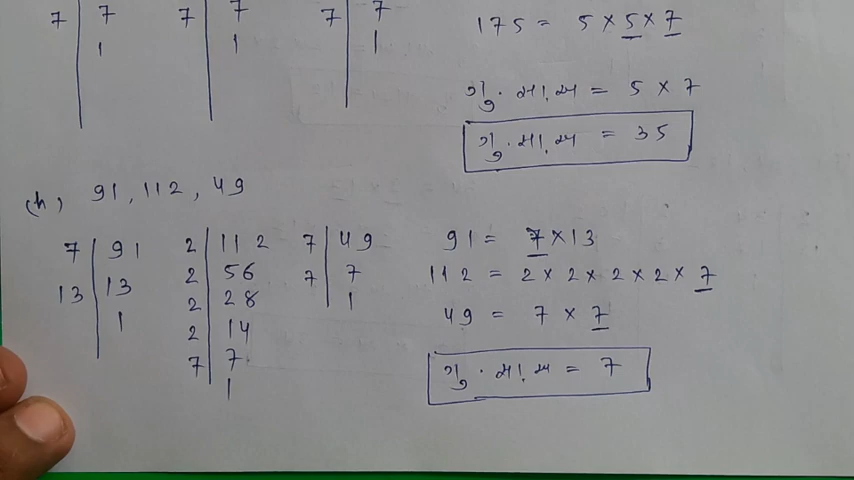 7 | 7 7 | 7 7 | 7
1 1 1
175 = 5 × 5 × 7
ગુ. સા.અ = 5 × 7
ગુ. સા.અ = 35
(h) 91, 112, 49
7 | 91 2 | 112 7 | 49
13 | 13 2 | 56 7 | 7
1 2 | 28 1
2 | 14
7 | 7
1
91 = 7 × 13
112 = 2 × 2 × 2 × 2 × 7
49 = 7 × 7
ગુ. સા.અ = 7